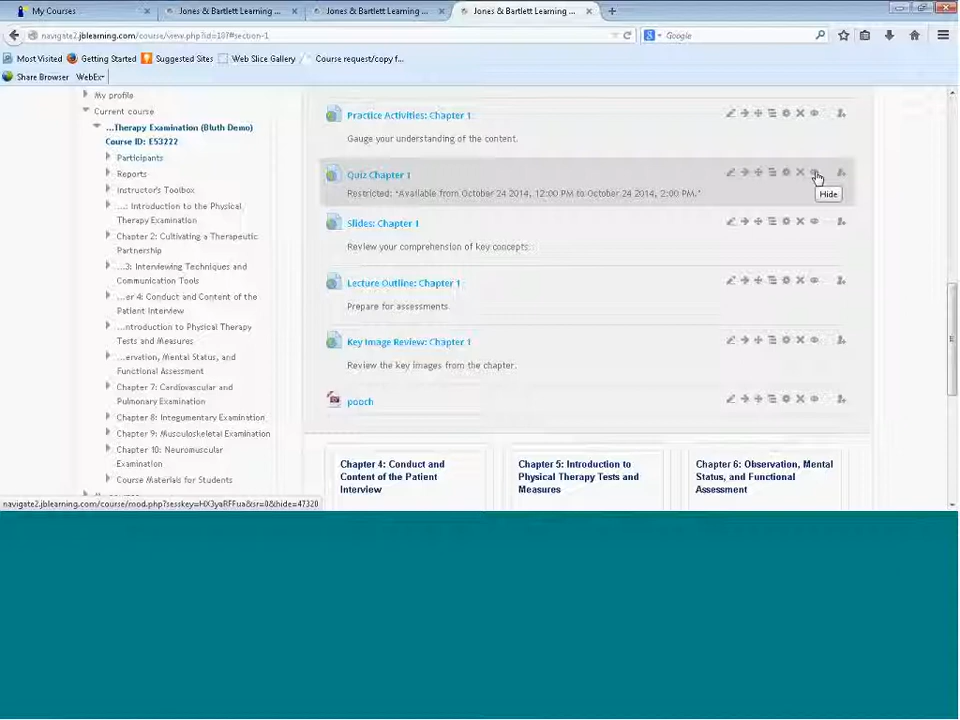 My Courses
Jones & Bartlett Learning ...
Jones & Bartlett Learning ...
Jones & Bartlett Learning ...
navigate2.jblearning.com/course/view.php?id=187#section-1
Google
Most Visited
Getting Started
Suggested Sites
Web Slice Gallery
Course request/copy f...
Share Browser
WebEx
My profile
Current course
...Therapy Examination (Bluth Demo)
Course ID: E53222
Participants
Reports
Instructor's Toolbox
...: Introduction to the Physical
Therapy Examination
Chapter 2: Cultivating a Therapeutic
Partnership
...3: Interviewing Techniques and
Communication Tools
...er 4: Conduct and Content of the
Patient Interview
...ntroduction to Physical Therapy
Tests and Measures
...ervation, Mental Status, and
Functional Assessment
Chapter 7: Cardiovascular and
Pulmonary Examination
Chapter 8: Integumentary Examination
Chapter 9: Musculoskeletal Examination
Chapter 10: Neuromuscular
Examination
Course Materials for Students
Practice Activities: Chapter 1
Gauge your understanding of the content.
Quiz Chapter 1
Restricted: "Available from October 24 2014, 12:00 PM to October 24 2014, 2:00 PM."
Hide
Slides: Chapter 1
Review your comprehension of key concepts.
Lecture Outline: Chapter 1
Prepare for assessments.
Key Image Review: Chapter 1
Review the key images from the chapter.
pooch
Chapter 4: Conduct and
Content of the Patient
Interview
Chapter 5: Introduction to
Physical Therapy Tests and
Measures
Chapter 6: Observation, Mental
Status, and Functional
Assessment